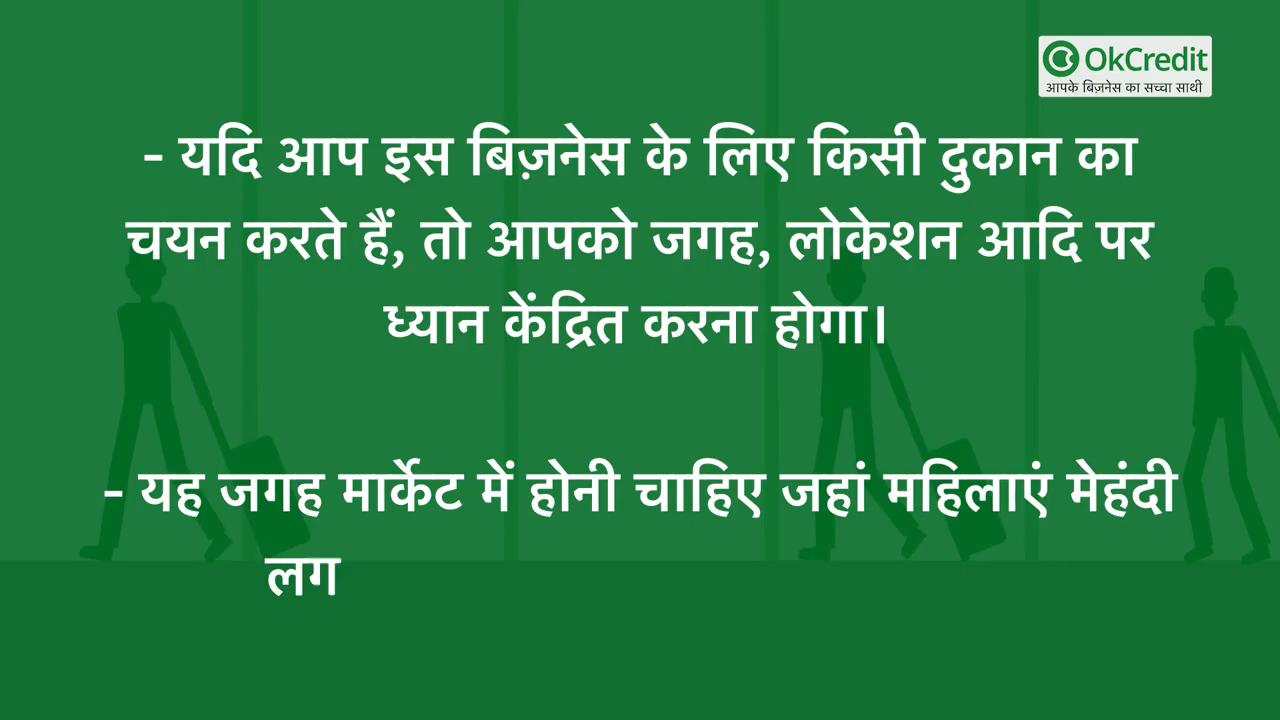 OkCredit
आपके बिज़नेस का सच्चा साथी
- यदि आप इस बिज़नेस के लिए किसी दुकान का
चयन करते हैं, तो आपको जगह, लोकेशन आदि पर
ध्यान केंद्रित करना होगा।
- यह जगह मार्केट में होनी चाहिए जहां महिलाएं मेहंदी
लग